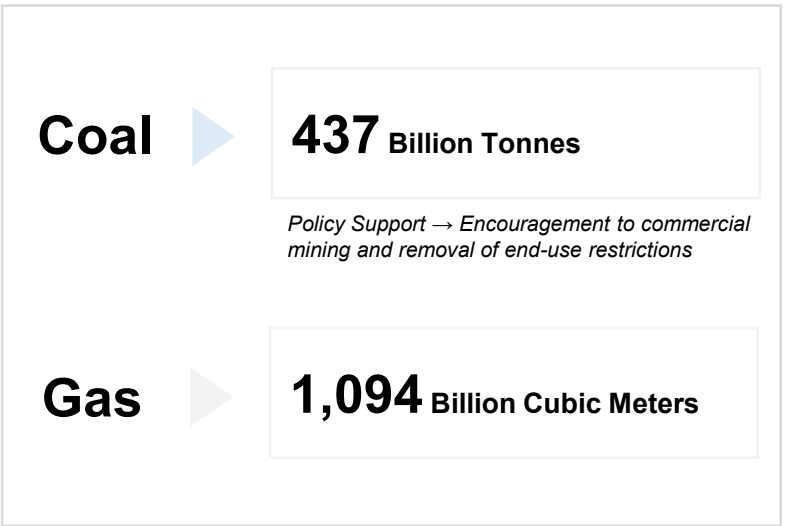 Coal
437 Billion Tonnes
Policy Support → Encouragement to commercial
mining and removal of end-use restrictions
Gas
1,094 Billion Cubic Meters